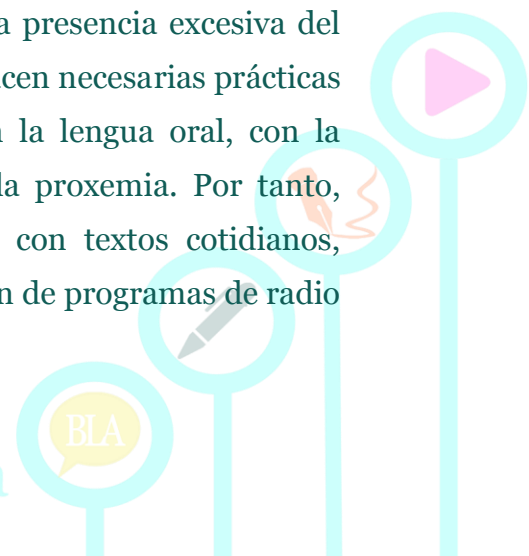 a presencia excesiva del
cen necesarias prácticas
la lengua oral, con la
la proxemia. Por tanto,
con textos cotidianos,
n de programas de radio
BLA